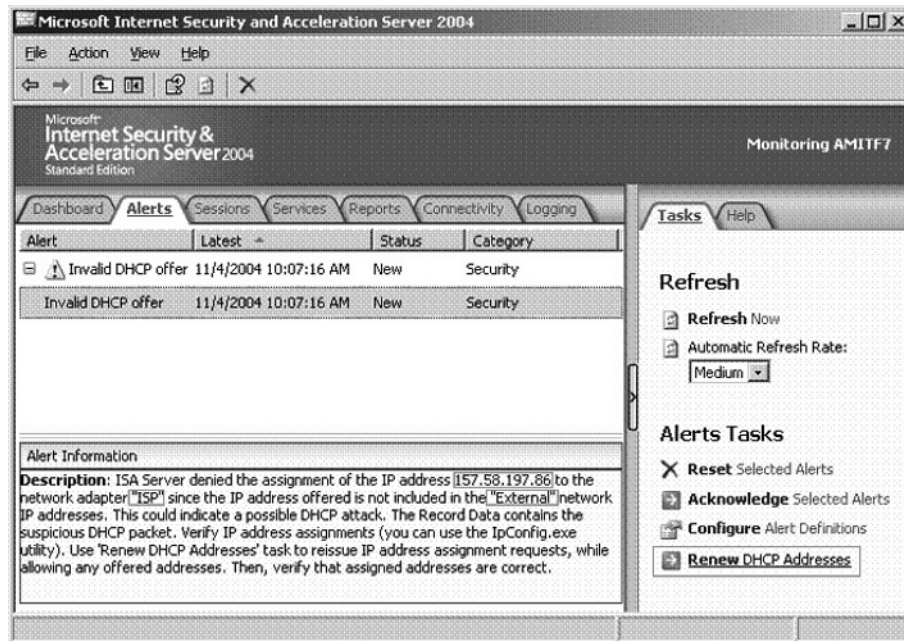 Microsoft Internet Security and Acceleration Server 2004
File Action View Help
Microsoft
Internet Security &
Acceleration Server 2004
Standard Edition
Monitoring AMITF7
Dashboard Alerts Sessions Services Reports Connectivity Logging
Alert Latest Status Category
Invalid DHCP offer 11/4/2004 10:07:16 AM New Security
Invalid DHCP offer 11/4/2004 10:07:16 AM New Security
Alert Information
Description: ISA Server denied the assignment of the IP address 157.58.197.86 to the
network adapter "ISP" since the IP address offered is not included in the "External" network
IP addresses. This could indicate a possible DHCP attack. The Record Data contains the
suspicious DHCP packet. Verify IP address assignments (you can use the IpConfig.exe
utility). Use 'Renew DHCP Addresses' task to reissue IP address assignment requests, while
allowing any offered addresses. Then, verify that assigned addresses are correct.
Tasks Help
Refresh
Refresh Now
Automatic Refresh Rate:
Medium
Alerts Tasks
Reset Selected Alerts
Acknowledge Selected Alerts
Configure Alert Definitions
Renew DHCP Addresses